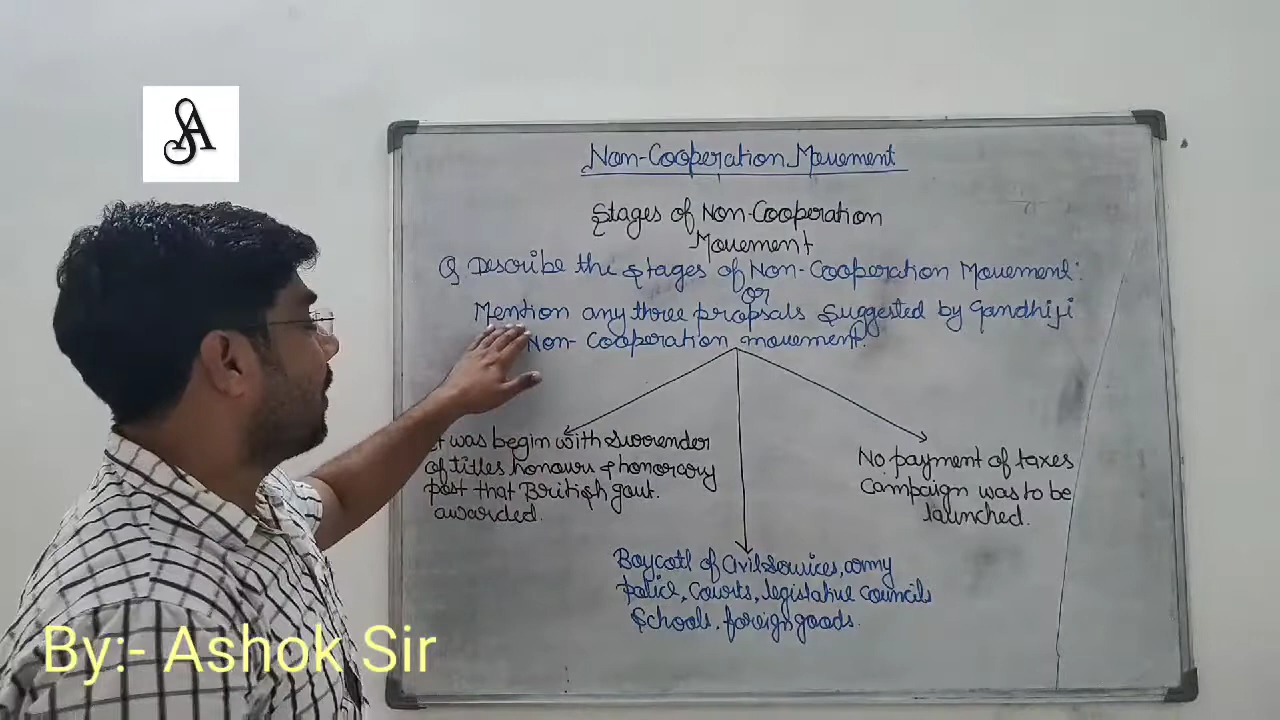 SA
Non-Cooperation Movement
Stages of Non-Cooperation
Movement
Q Describe the stages of Non-Cooperation Movement:
or
Mention any three propsals suggested by Gandhiji
Non-Cooperation movement.
was begin with surrender
of titles honours & honorary
post that British govt.
awarded.
No payment of taxes
campaign was to be
launched.
Boycott of Civil Services, army
police, Courts, legislative councils
schools, foreign goods.
By:- Ashok Sir